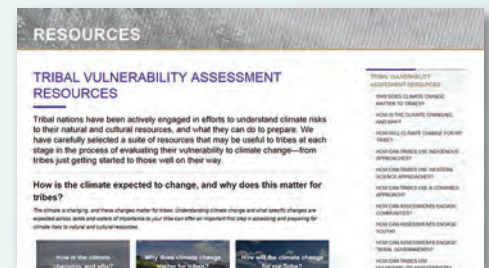 RESOURCES
TRIBAL VULNERABILITY ASSESSMENT
RESOURCES
Tribal nations have been actively engaged in efforts to understand climate risks
to their natural and cultural resources, and what they can do to prepare. We
have carefully selected a suite of resources that may be useful to tribes at each
stage in the process of evaluating their vulnerability to climate change—from
tribes just getting started to those well on their way.
How is the climate expected to change, and why does this matter for
tribes?
The climate is changing, and these changes matter for tribes. Understanding climate change and what specific changes are
expected across lands and waters of importance to your tribe can offer an important first step in assessing and preparing for
climate risks to natural and cultural resources.
How is the climate
changing, and why?
Why does climate change
matter for tribes?
How will the climate change
for my tribe?
TRIBAL VULNERABILITY
ASSESSMENT RESOURCES
WHY DOES CLIMATE CHANGE
MATTER TO TRIBES?
HOW IS THE CLIMATE CHANGING,
AND WHY?
HOW WILL CLIMATE CHANGE FOR MY
TRIBE?
HOW CAN TRIBES USE INDIGENOUS
APPROACHES?
HOW CAN TRIBES USE WESTERN
SCIENCE APPROACHES?
HOW CAN TRIBES USE A COMBINED
APPROACH?
HOW CAN ASSESSMENTS ENGAGE
COMMUNITIES?
HOW CAN ASSESSMENTS ENGAGE
YOUTH?
HOW CAN ASSESSMENTS ENGAGE
TRIBAL GOVERNMENTS?
HOW CAN TRIBES USE